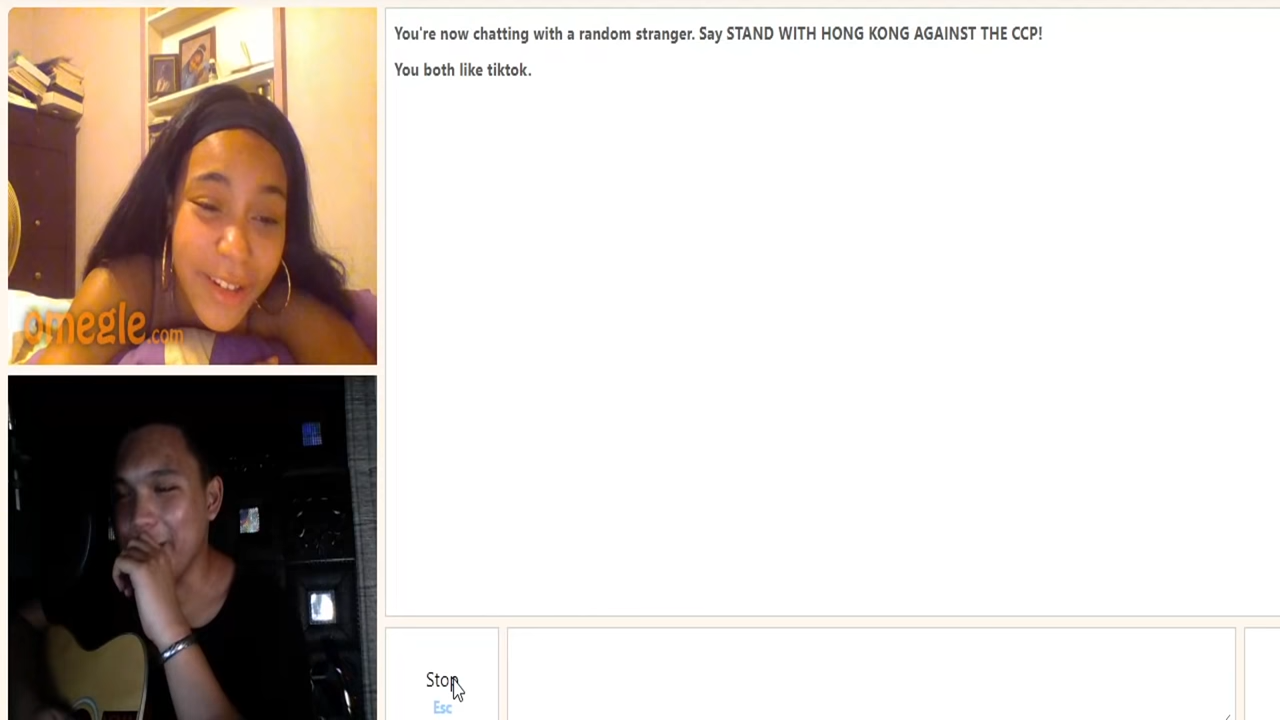 You're now chatting with a random stranger. Say STAND WITH HONG KONG AGAINST THE CCP!
You both like tiktok.
omegle.com
Stop
Esc